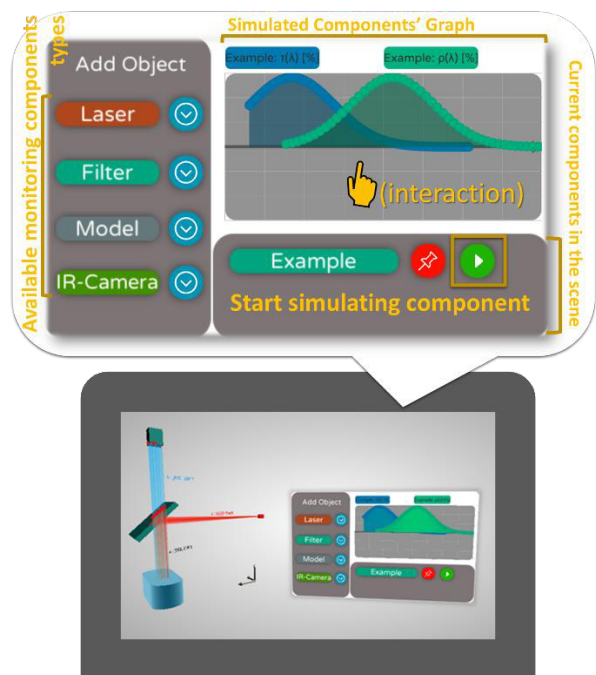 Simulated Components' Graph
Available monitoring components
types
Add Object
Laser
Filter
Model
IR-Camera
Example: τ(λ) [%]
Example: ρ(λ) [%]
(interaction)
Example
Start simulating component
Current components in the scene
Add Object
Laser
Filter
Model
IR-Camera
Example